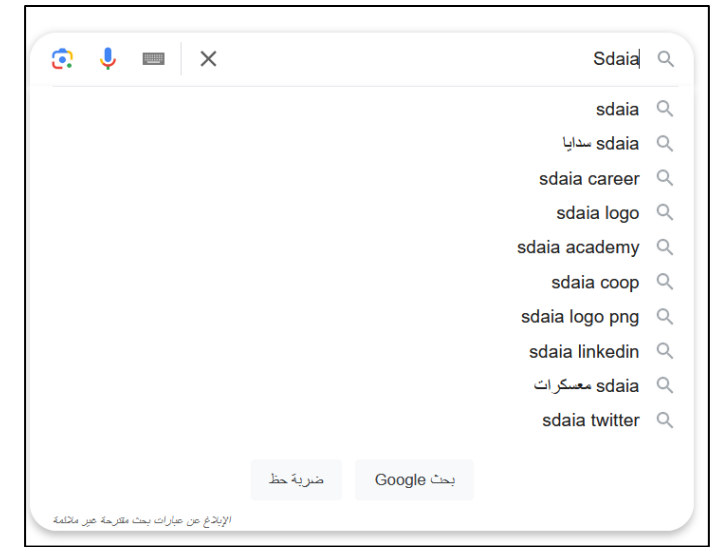 Sdaia
sdaia
sdaia سدايا
sdaia career
sdaia logo
sdaia academy
sdaia coop
sdaia logo png
sdaia linkedin
sdaia معسكرات
sdaia twitter
بحث Google
ضربة حظ
الإبلاغ عن عبارات بحث مقترحة غير ملائمة